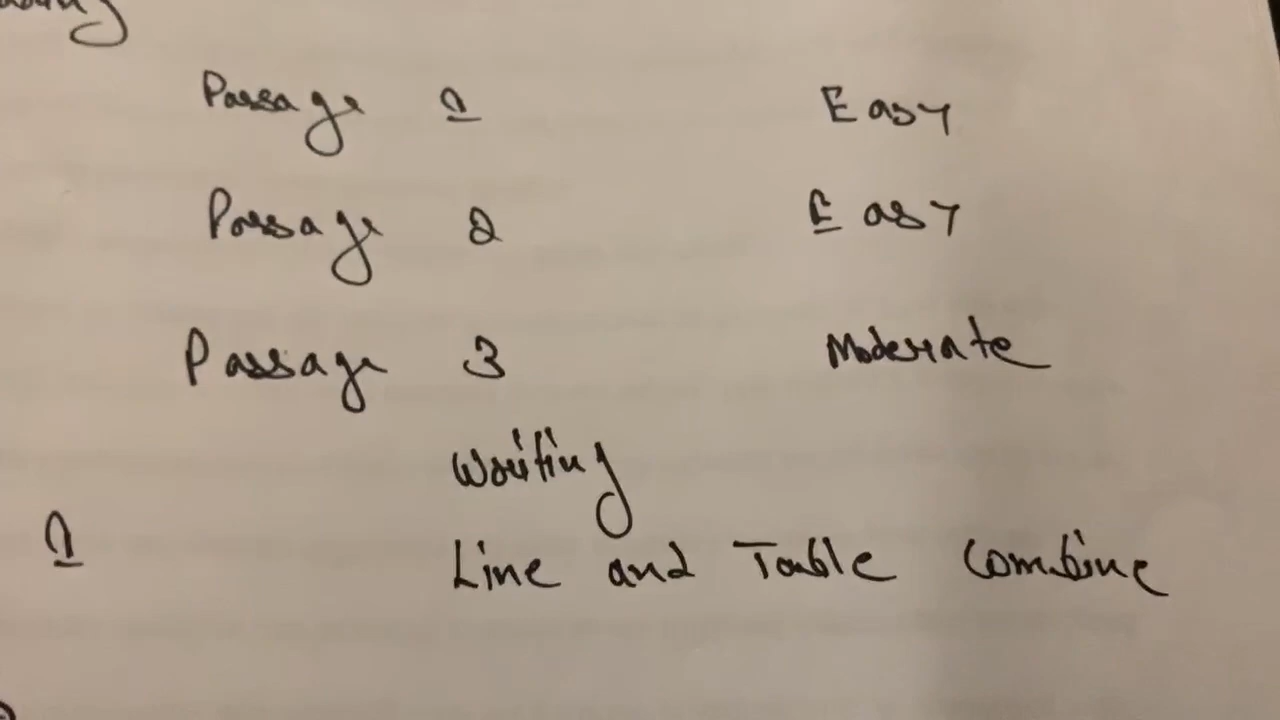 Passage 1 Easy
Passage 2 Easy
Passage 3 Moderate
Writing
1 Line and Table Combine